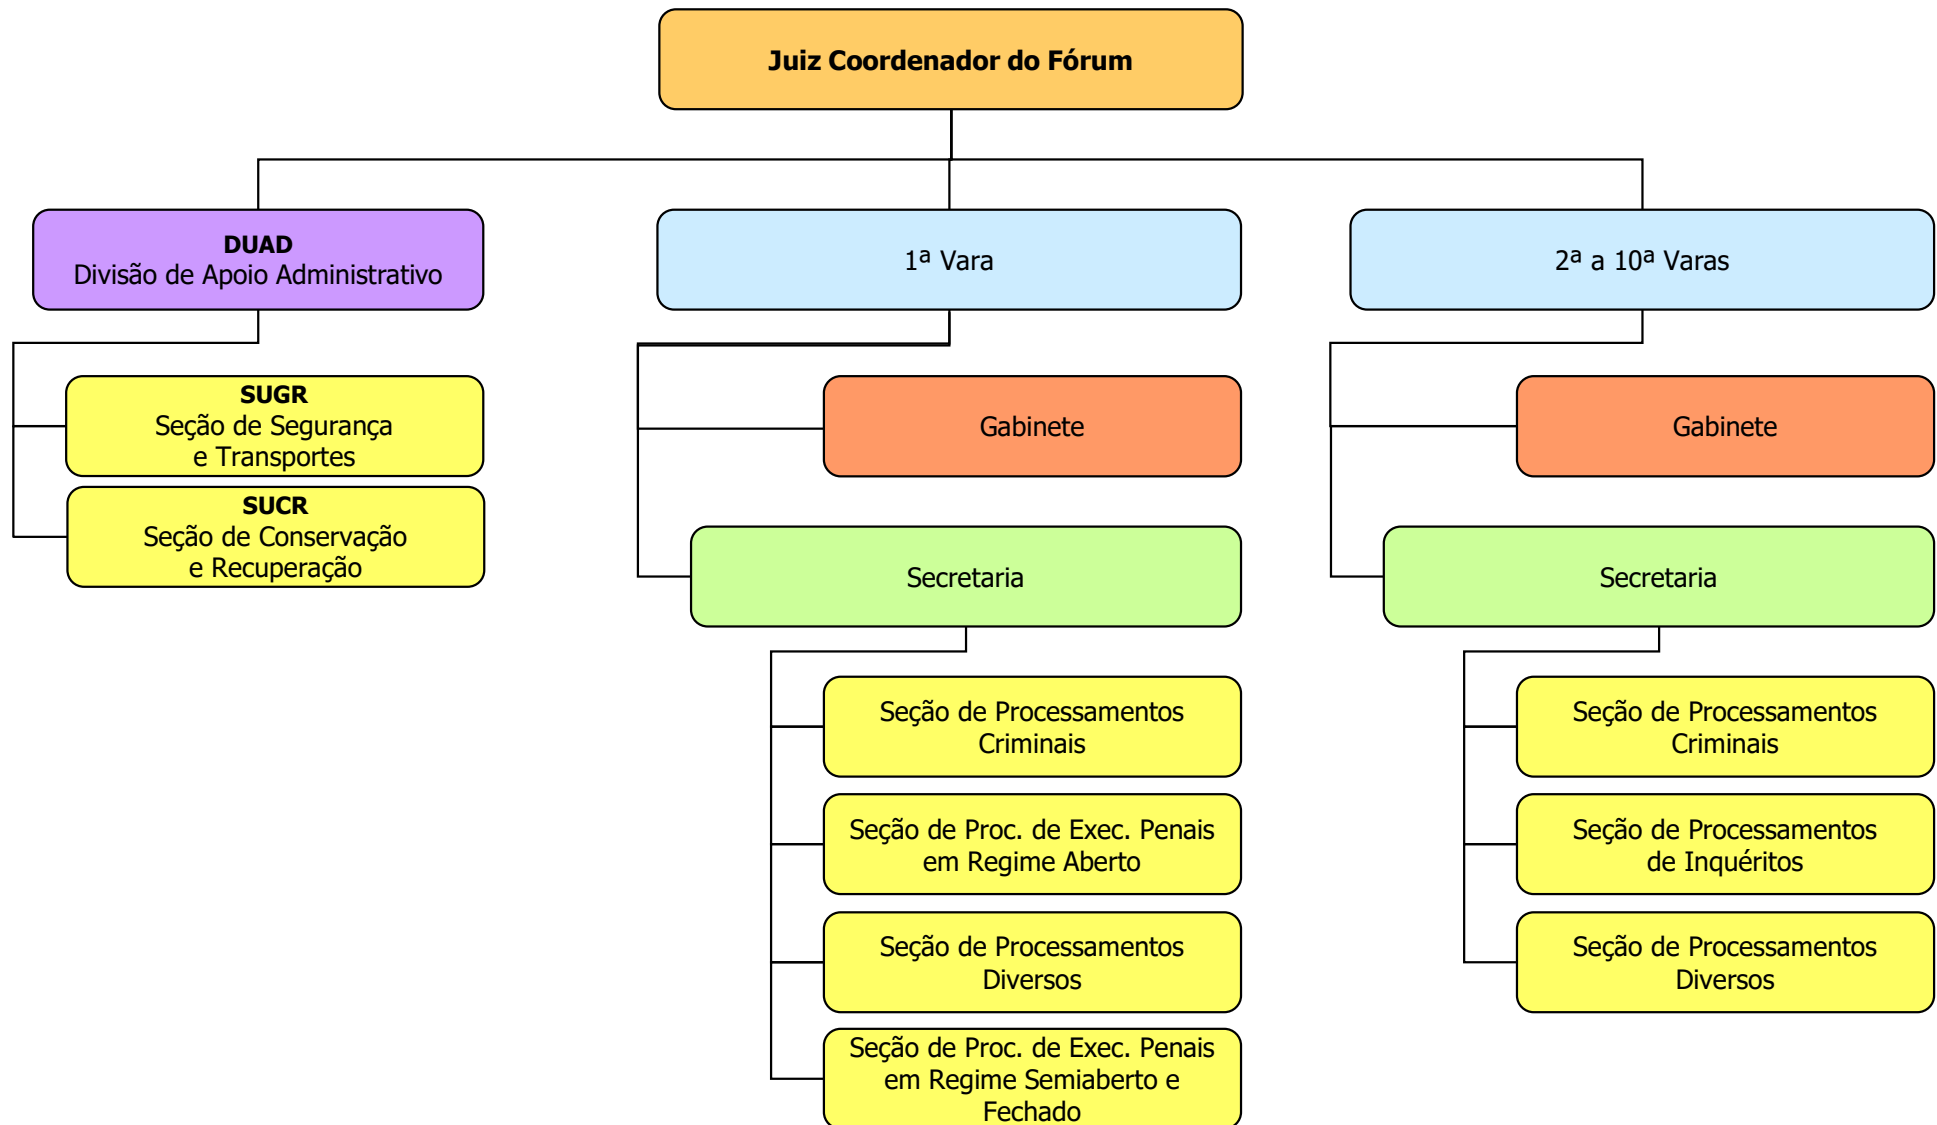 Juiz Coordenador do Fórum
DUAD
Divisão de Apoio Administrativo
1ª Vara
2ª a 10ª Varas
SUGR
Seção de Segurança
e Transportes
SUCR
Seção de Conservação
e Recuperação
Gabinete
Secretaria
Seção de Processamentos
Criminais
Seção de Proc. de Exec. Penais
em Regime Aberto
Seção de Processamentos
Diversos
Seção de Proc. de Exec. Penais
em Regime Semiaberto e
Fechado
Gabinete
Secretaria
Seção de Processamentos
Criminais
Seção de Processamentos
de Inquéritos
Seção de Processamentos
Diversos